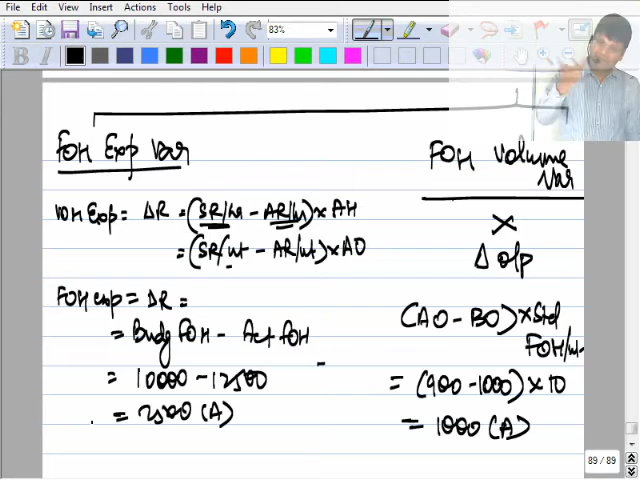 File Edit View Insert Actions Tools Help
83%
FOH Exp Var
FOH Volume Var
VOH Exp = ΔR = (SR/hr - AR/hr) × AH
= (SR/ut - AR/ut) × AO
×
Δ o/p
FOH exp = ΔR =
= Budg FOH - Act FOH
= 10000 - 12500
= 2500 (A)
(AO - BO) × Std FOH/ut
= (900 - 1000) × 10
= 1000 (A)
89 / 89